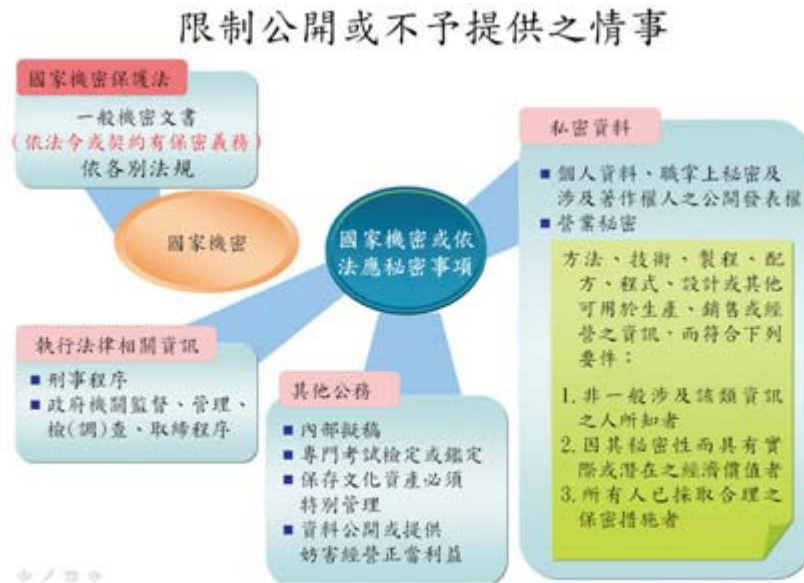 限制公開或不予提供之情事
國家機密保護法
一般機密文書
(依法令或契約有保密義務)
依各別法規
國家機密
國家機密或依
法應秘密事項
執行法律相關資訊
■ 刑事程序
■ 政府機關監督、管理、
檢(調)查、取締程序
其他公務
■ 內部擬稿
■ 專門考試檢定或鑑定
■ 保存文化資產必須
特別管理
■ 資料公開或提供
妨害經營正當利益
私密資料
■ 個人資料、職掌上秘密及
涉及著作權人之公開發表權
■ 營業秘密
方法、技術、製程、配
方、程式、設計或其他
可用於生產、銷售或經
營之資訊，而符合下列
要件：
1. 非一般涉及該類資訊
之人所知者
2. 因其秘密性而具有實
際或潛在之經濟價值者
3. 所有人已採取合理之
保密措施者